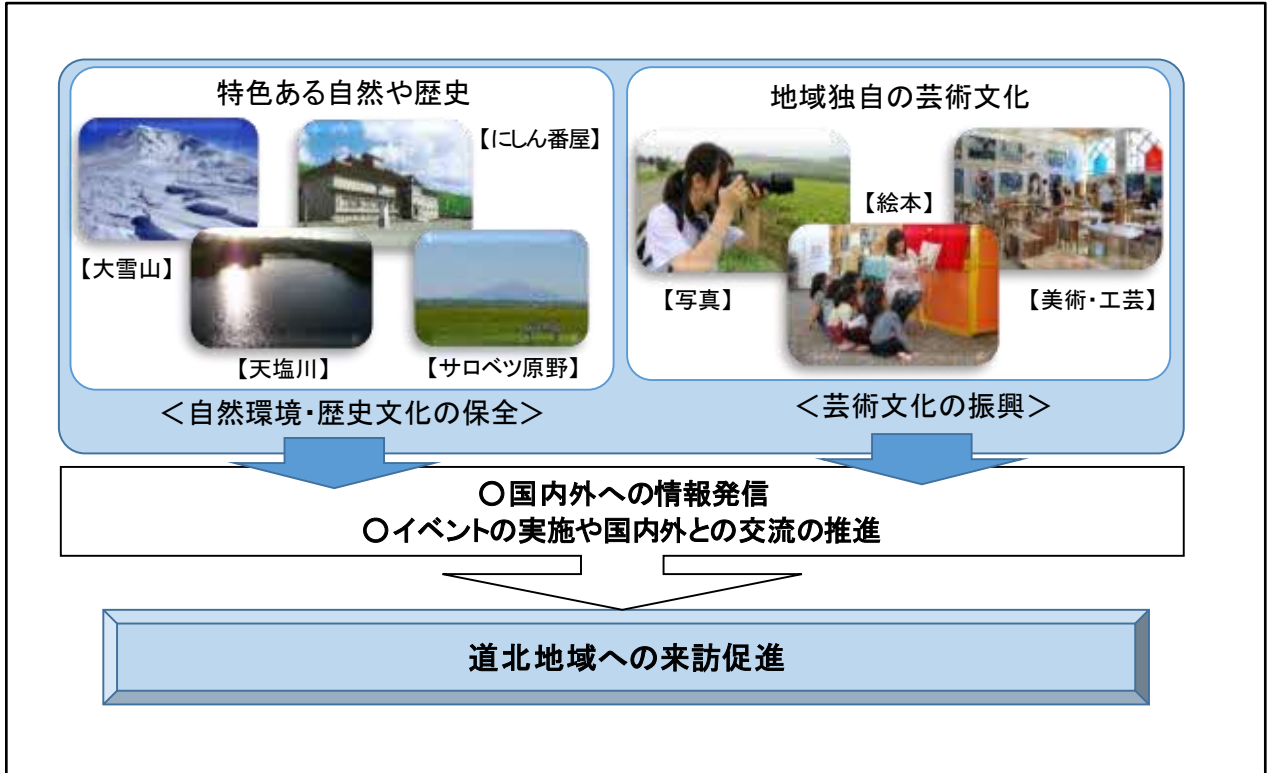 特色ある自然や歴史
【にしん番屋】
【大雪山】
【天塩川】
【サロベツ原野】
＜自然環境・歴史文化の保全＞
地域独自の芸術文化
【絵本】
【写真】
【美術・工芸】
＜芸術文化の振興＞
○国内外への情報発信
○イベントの実施や国内外との交流の推進
道北地域への来訪促進